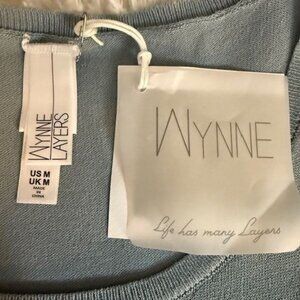 WYNNE
LAYERS
US M
UK M
MADE
IN
CHINA
WYNNE
Life has many Layers